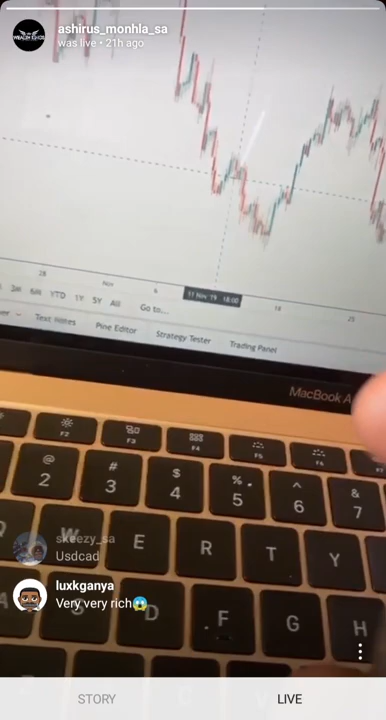 ashirus_monhla_sa
was live • 21h ago
28
Nov
6
11 Nov '19 18:00
18
25
6M YTD 1Y 5Y All Go to...
Text Notes Pine Editor Strategy Tester Trading Panel
MacBook A
F2 F3 F4 F5 F6
@ # $ % ^ &
2 3 4 5 6 7
W E R T Y
skeezy_sa
Usdcad
luxkganya
Very very rich😱
D F G H
STORY LIVE